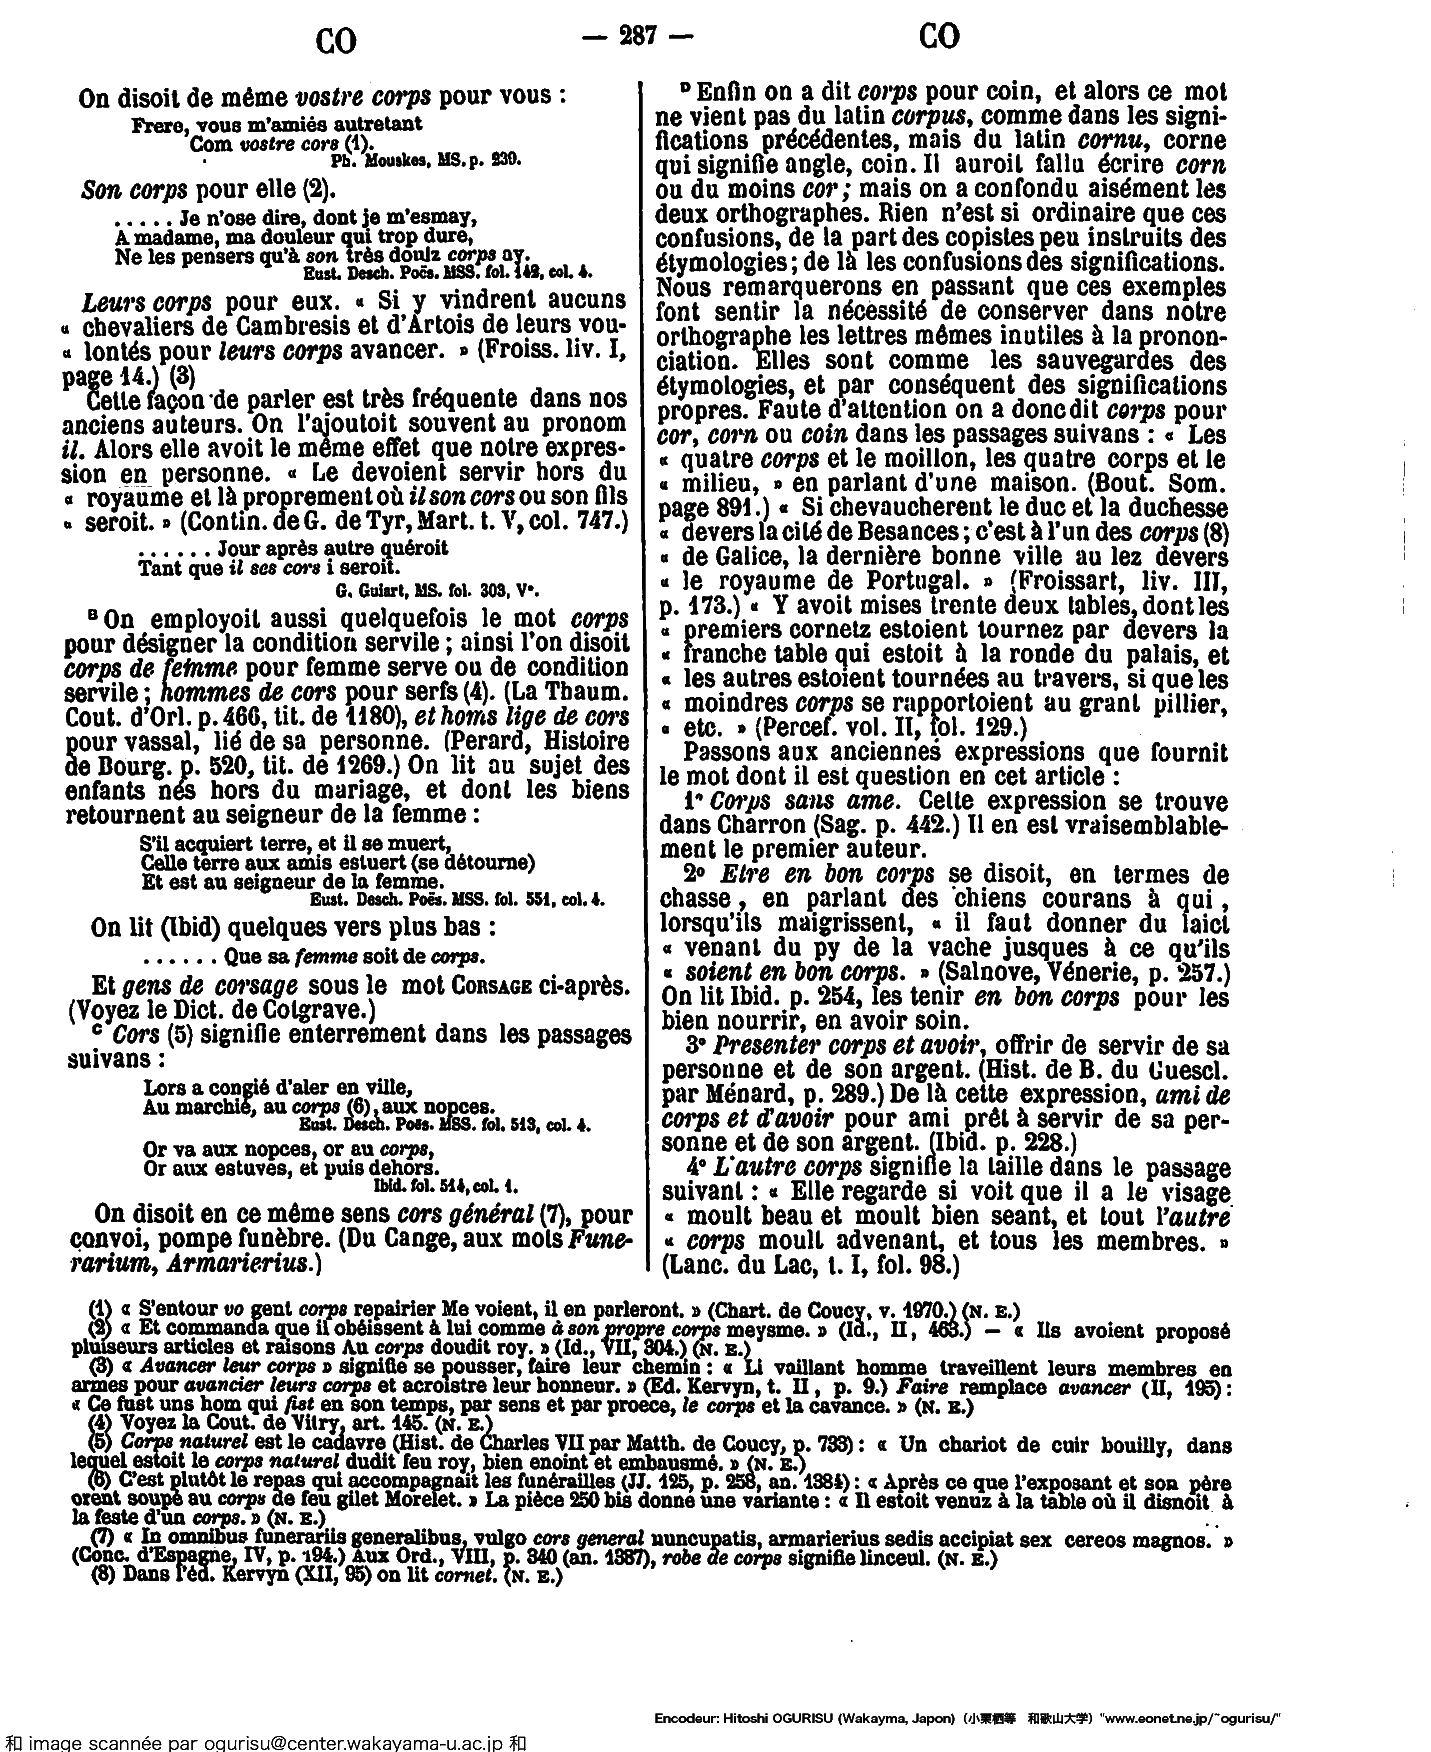 CO — 287 — CO
On disoit de même vostre corps pour vous :
Frere, vous m'amiés autretant
Com vostre cors (1).
Ph. Mouskes, MS. p. 239.
Son corps pour elle (2).
. . . . . Je n'ose dire, dont je m'esmay,
A madame, ma douleur qui trop dure,
Ne les pensers qu'à son très doulz corps ay.
Eust. Desch. Poës. MSS. fol. 142, col. 4.
Leurs corps pour eux. « Si y vindrent aucuns
« chevaliers de Cambresis et d'Artois de leurs vou-
« lontés pour leurs corps avancer. » (Froiss. liv. I,
page 14.) (3)
Cette façon de parler est très fréquente dans nos
anciens auteurs. On l'ajoutoit souvent au pronom
il. Alors elle avoit le même effet que notre expres-
sion en personne. « Le devoient servir hors du
« royaume et là proprement où il son cors ou son fils
« seroit. » (Contin. de G. de Tyr, Mart. t. V, col. 747.)
. . . . . . Jour après autre quéroit
Tant que il ses cors i seroit.
G. Guiart, MS. fol. 303, V°.
B On employoit aussi quelquefois le mot corps
pour désigner la condition servile ; ainsi l'on disoit
corps de femme pour femme serve ou de condition
servile ; hommes de cors pour serfs (4). (La Thaum.
Cout. d'Orl. p. 466, tit. de 1180), et homs lige de cors
pour vassal, lié de sa personne. (Perard, Histoire
de Bourg. p. 520, tit. de 1269.) On lit au sujet des
enfants nés hors du mariage, et dont les biens
retournent au seigneur de la femme :
S'il acquiert terre, et il se muert,
Celle terre aux amis estuert (se détourne)
Et est au seigneur de la femme.
Eust. Desch. Poës. MSS. fol. 551, col. 4.
On lit (Ibid) quelques vers plus bas :
. . . . . . Que sa femme soit de corps.
Et gens de corsage sous le mot CORSAGE ci-après.
(Voyez le Dict. de Cotgrave.)
C Cors (5) signifie enterrement dans les passages
suivans :
Lors a congié d'aler en ville,
Au marchié, au corps (6), aux nopces.
Eust. Desch. Poes. MSS. fol. 513, col. 4.
Or va aux nopces, or au corps,
Or aux estuves, et puis dehors.
Ibid. fol. 514, col. 1.
On disoit en ce même sens cors général (7), pour
convoi, pompe funèbre. (Du Cange, aux mots Fune-
rarium, Armarierius.)
D Enfin on a dit corps pour coin, et alors ce mot
ne vient pas du latin corpus, comme dans les signi-
fications précédentes, mais du latin cornu, corne
qui signifie angle, coin. Il auroit fallu écrire corn
ou du moins cor ; mais on a confondu aisément les
deux orthographes. Rien n'est si ordinaire que ces
confusions, de la part des copistes peu instruits des
étymologies ; de là les confusions des significations.
Nous remarquerons en passant que ces exemples
font sentir la nécessité de conserver dans notre
orthographe les lettres mêmes inutiles à la pronon-
ciation. Elles sont comme les sauvegardes des
étymologies, et par conséquent des significations
propres. Faute d'attention on a donc dit corps pour
cor, corn ou coin dans les passages suivans : « Les
« quatre corps et le moillon, les quatre corps et le
« milieu, » en parlant d'une maison. (Bout. Som.
page 891.) « Si chevaucherent le duc et la duchesse
« devers la cité de Besances ; c'est à l'un des corps (8)
« de Galice, la dernière bonne ville au lez devers
« le royaume de Portugal. » (Froissart, liv. III,
p. 173.) « Y avoit mises trente deux tables, dont les
« premiers cornetz estoient tournez par devers la
« franche table qui estoit à la ronde du palais, et
« les autres estoient tournées au travers, si que les
« moindres corps se rapportoient au grant pillier,
« etc. » (Percef. vol. II, fol. 129.)
Passons aux anciennes expressions que fournit
le mot dont il est question en cet article :
1° Corps sans ame. Cette expression se trouve
dans Charron (Sag. p. 442.) Il en est vraisemblable-
ment le premier auteur.
2° Etre en bon corps se disoit, en termes de
chasse, en parlant des chiens courans à qui,
lorsqu'ils maigrissent, « il faut donner du laict
« venant du py de la vache jusques à ce qu'ils
« soient en bon corps. » (Salnove, Vénerie, p. 257.)
On lit Ibid. p. 254, les tenir en bon corps pour les
bien nourrir, en avoir soin.
3° Presenter corps et avoir, offrir de servir de sa
personne et de son argent. (Hist. de B. du Guescl.
par Ménard, p. 289.) De là cette expression, ami de
corps et d'avoir pour ami prêt à servir de sa per-
sonne et de son argent. (Ibid. p. 228.)
4° L'autre corps signifie la taille dans le passage
suivant : « Elle regarde si voit que il a le visage
« moult beau et moult bien seant, et tout l'autre
« corps moult advenant, et tous les membres. »
(Lanc. du Lac, t. I, fol. 98.)
(1) « S'entour vo gent corps repairier Me voient, il en parleront. » (Chart. de Coucy, v. 1970.) (N. E.)
(2) « Et commanda que il obéissent à lui comme à son propre corps meysme. » (Id., II, 463.) — « Ils avoient proposé
pluiseurs articles et raisons Au corps doudit roy. » (Id., VII, 304.) (N. E.)
(3) « Avancer leur corps » signifie se pousser, faire leur chemin : « Li vaillant homme traveillent leurs membres en
armes pour avancier leurs corps et acroistre leur honneur. » (Ed. Kervyn, t. II, p. 9.) Faire remplace avancer (II, 195) :
« Ce fust uns hom qui fist en son temps, par sens et par proece, le corps et la cavance. » (N. E.)
(4) Voyez la Cout. de Vitry, art. 145. (N. E.)
(5) Corps naturel est le cadavre (Hist. de Charles VII par Matth. de Coucy, p. 733) : « Un chariot de cuir bouilly, dans
lequel estoit le corps naturel dudit feu roy, bien enoint et embausmé. » (N. E.)
(6) C'est plutôt le repas qui accompagnait les funérailles (JJ. 125, p. 258, an. 1384) : « Après ce que l'exposant et son père
orent soupé au corps de feu gilet Morelet. » La pièce 250 bis donne une variante : « Il estoit venuz à la table où il disnoit à
la feste d'un corps. » (N. E.)
(7) « In omnibus funerariis generalibus, vulgo cors general nuncupatis, armarierius sedis accipiat sex cereos magnos. »
(Conc. d'Espagne, IV, p. 194.) Aux Ord., VIII, p. 340 (an. 1387), robe de corps signifie linceul. (N. E.)
(8) Dans l'éd. Kervyn (XII, 95) on lit cornet. (N. E.)
Encodeur: Hitoshi OGURISU (Wakayma, Japon) (小栗栖等 和歌山大学) "www.eonet.ne.jp/~ogurisu/"
和 image scannée par ogurisu@center.wakayama-u.ac.jp 和